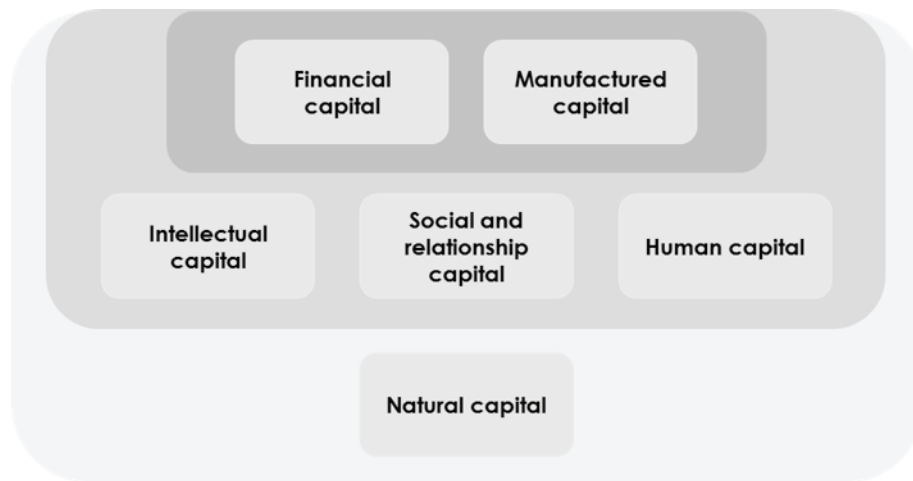 Financial
capital
Manufactured
capital
Intellectual
capital
Social and
relationship
capital
Human capital
Natural capital